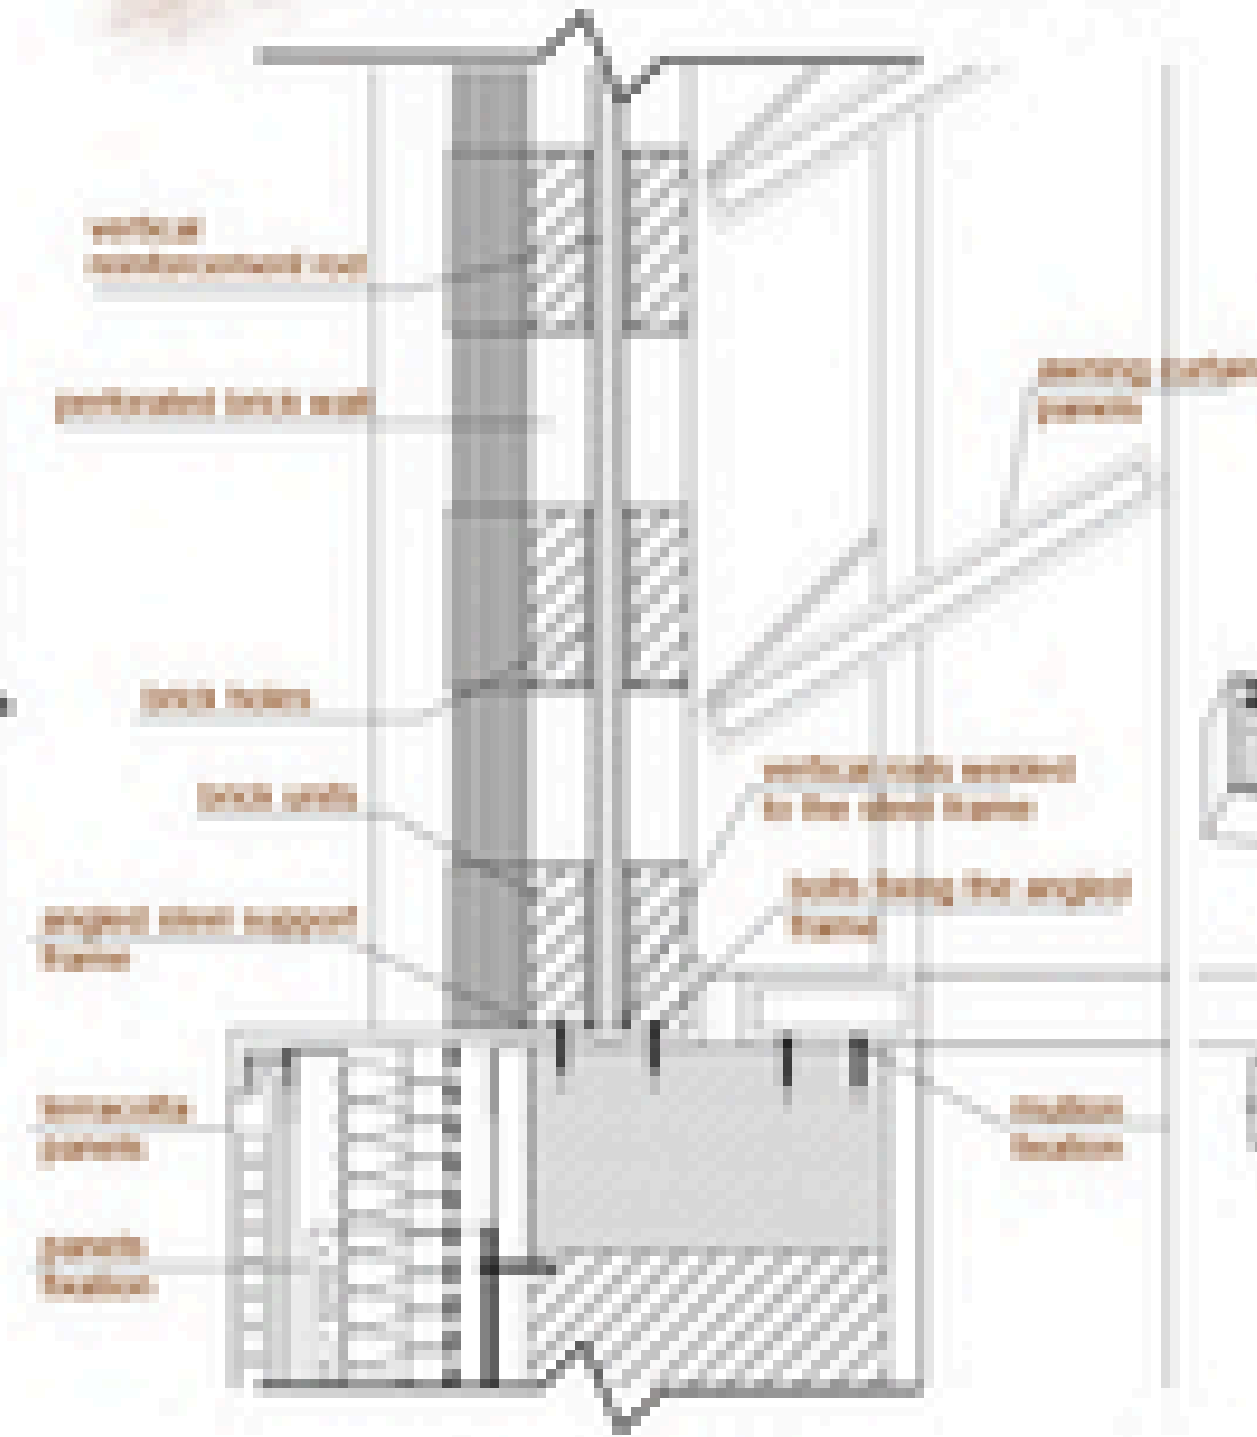 vertical
reinforcement rod
perforated brick wall
awning curtain
panels
brick holes
brick units
vertical rods welded
to the steel frame
bolts fixing the angled
frame
angled steel support
frame
terracotta
panels
mullion
fixation
panels
fixation